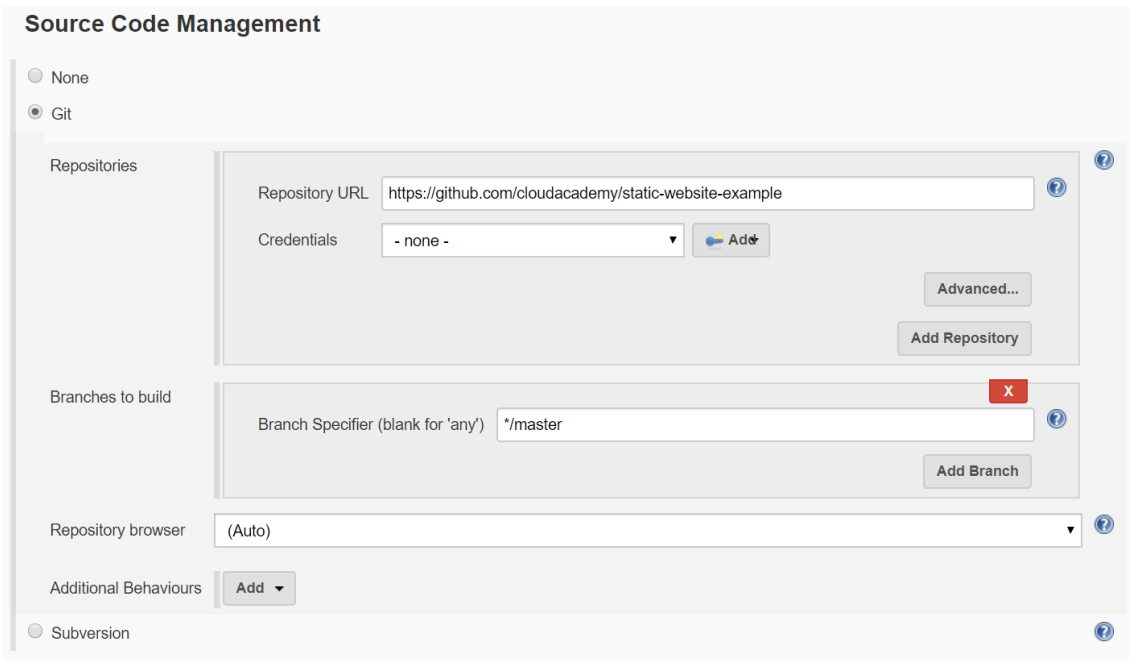 Source Code Management
None
Git
Repositories
Repository URL https://github.com/cloudacademy/static-website-example
Credentials - none - Add
Advanced...
Add Repository
Branches to build
X
Branch Specifier (blank for 'any') */master
Add Branch
Repository browser (Auto)
Additional Behaviours Add
Subversion